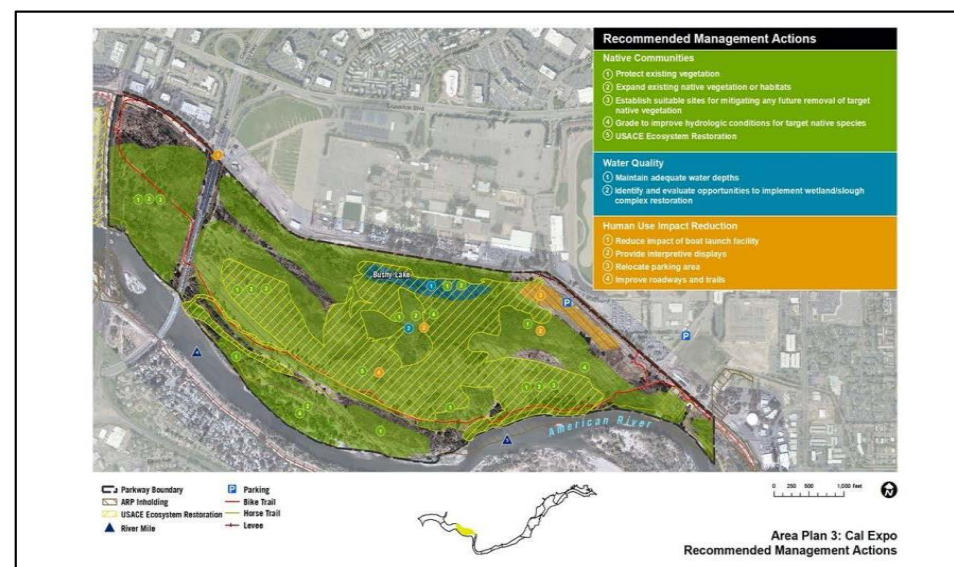 Recommended Management Actions
Native Communities
1 Protect existing vegetation
2 Expand existing native vegetation or habitats
3 Establish suitable sites for mitigating any future removal of target
native vegetation
4 Grade to improve hydrologic conditions for target native species
5 USACE Ecosystem Restoration
Water Quality
1 Maintain adequate water depths
2 Identify and evaluate opportunities to implement wetland/slough
complex restoration
Human Use Impact Reduction
1 Reduce impact of boat launch facility
2 Provide interpretive displays
3 Relocate parking area
4 Improve roadways and trails
Bushy Lake
P
P
American River
Parkway Boundary
ARP Inholding
USACE Ecosystem Restoration
River Mile
P Parking
Bike Trail
Horse Trail
Levee
0 250 500 1,000 feet
N
Area Plan 3: Cal Expo
Recommended Management Actions